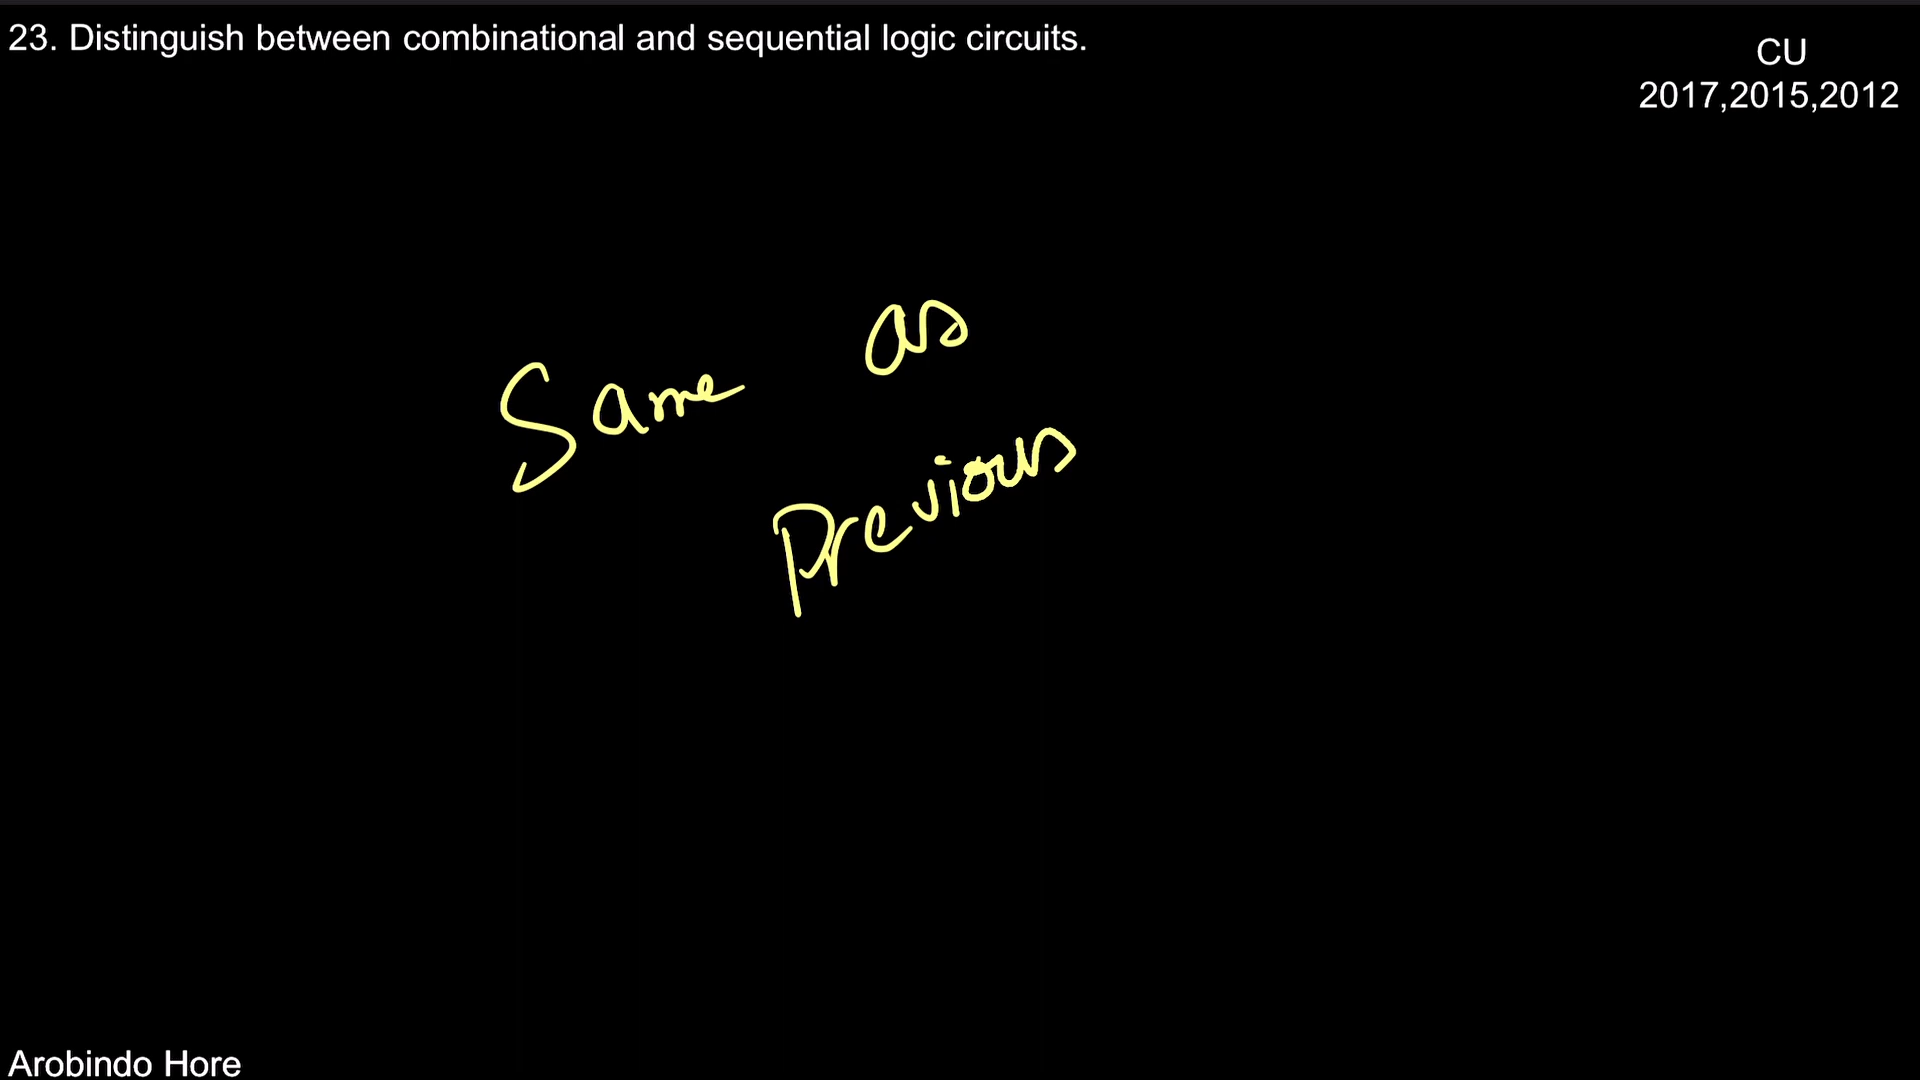 23. Distinguish between combinational and sequential logic circuits.
CU
2017,2015,2012
Same as
Previous
Arobindo Hore